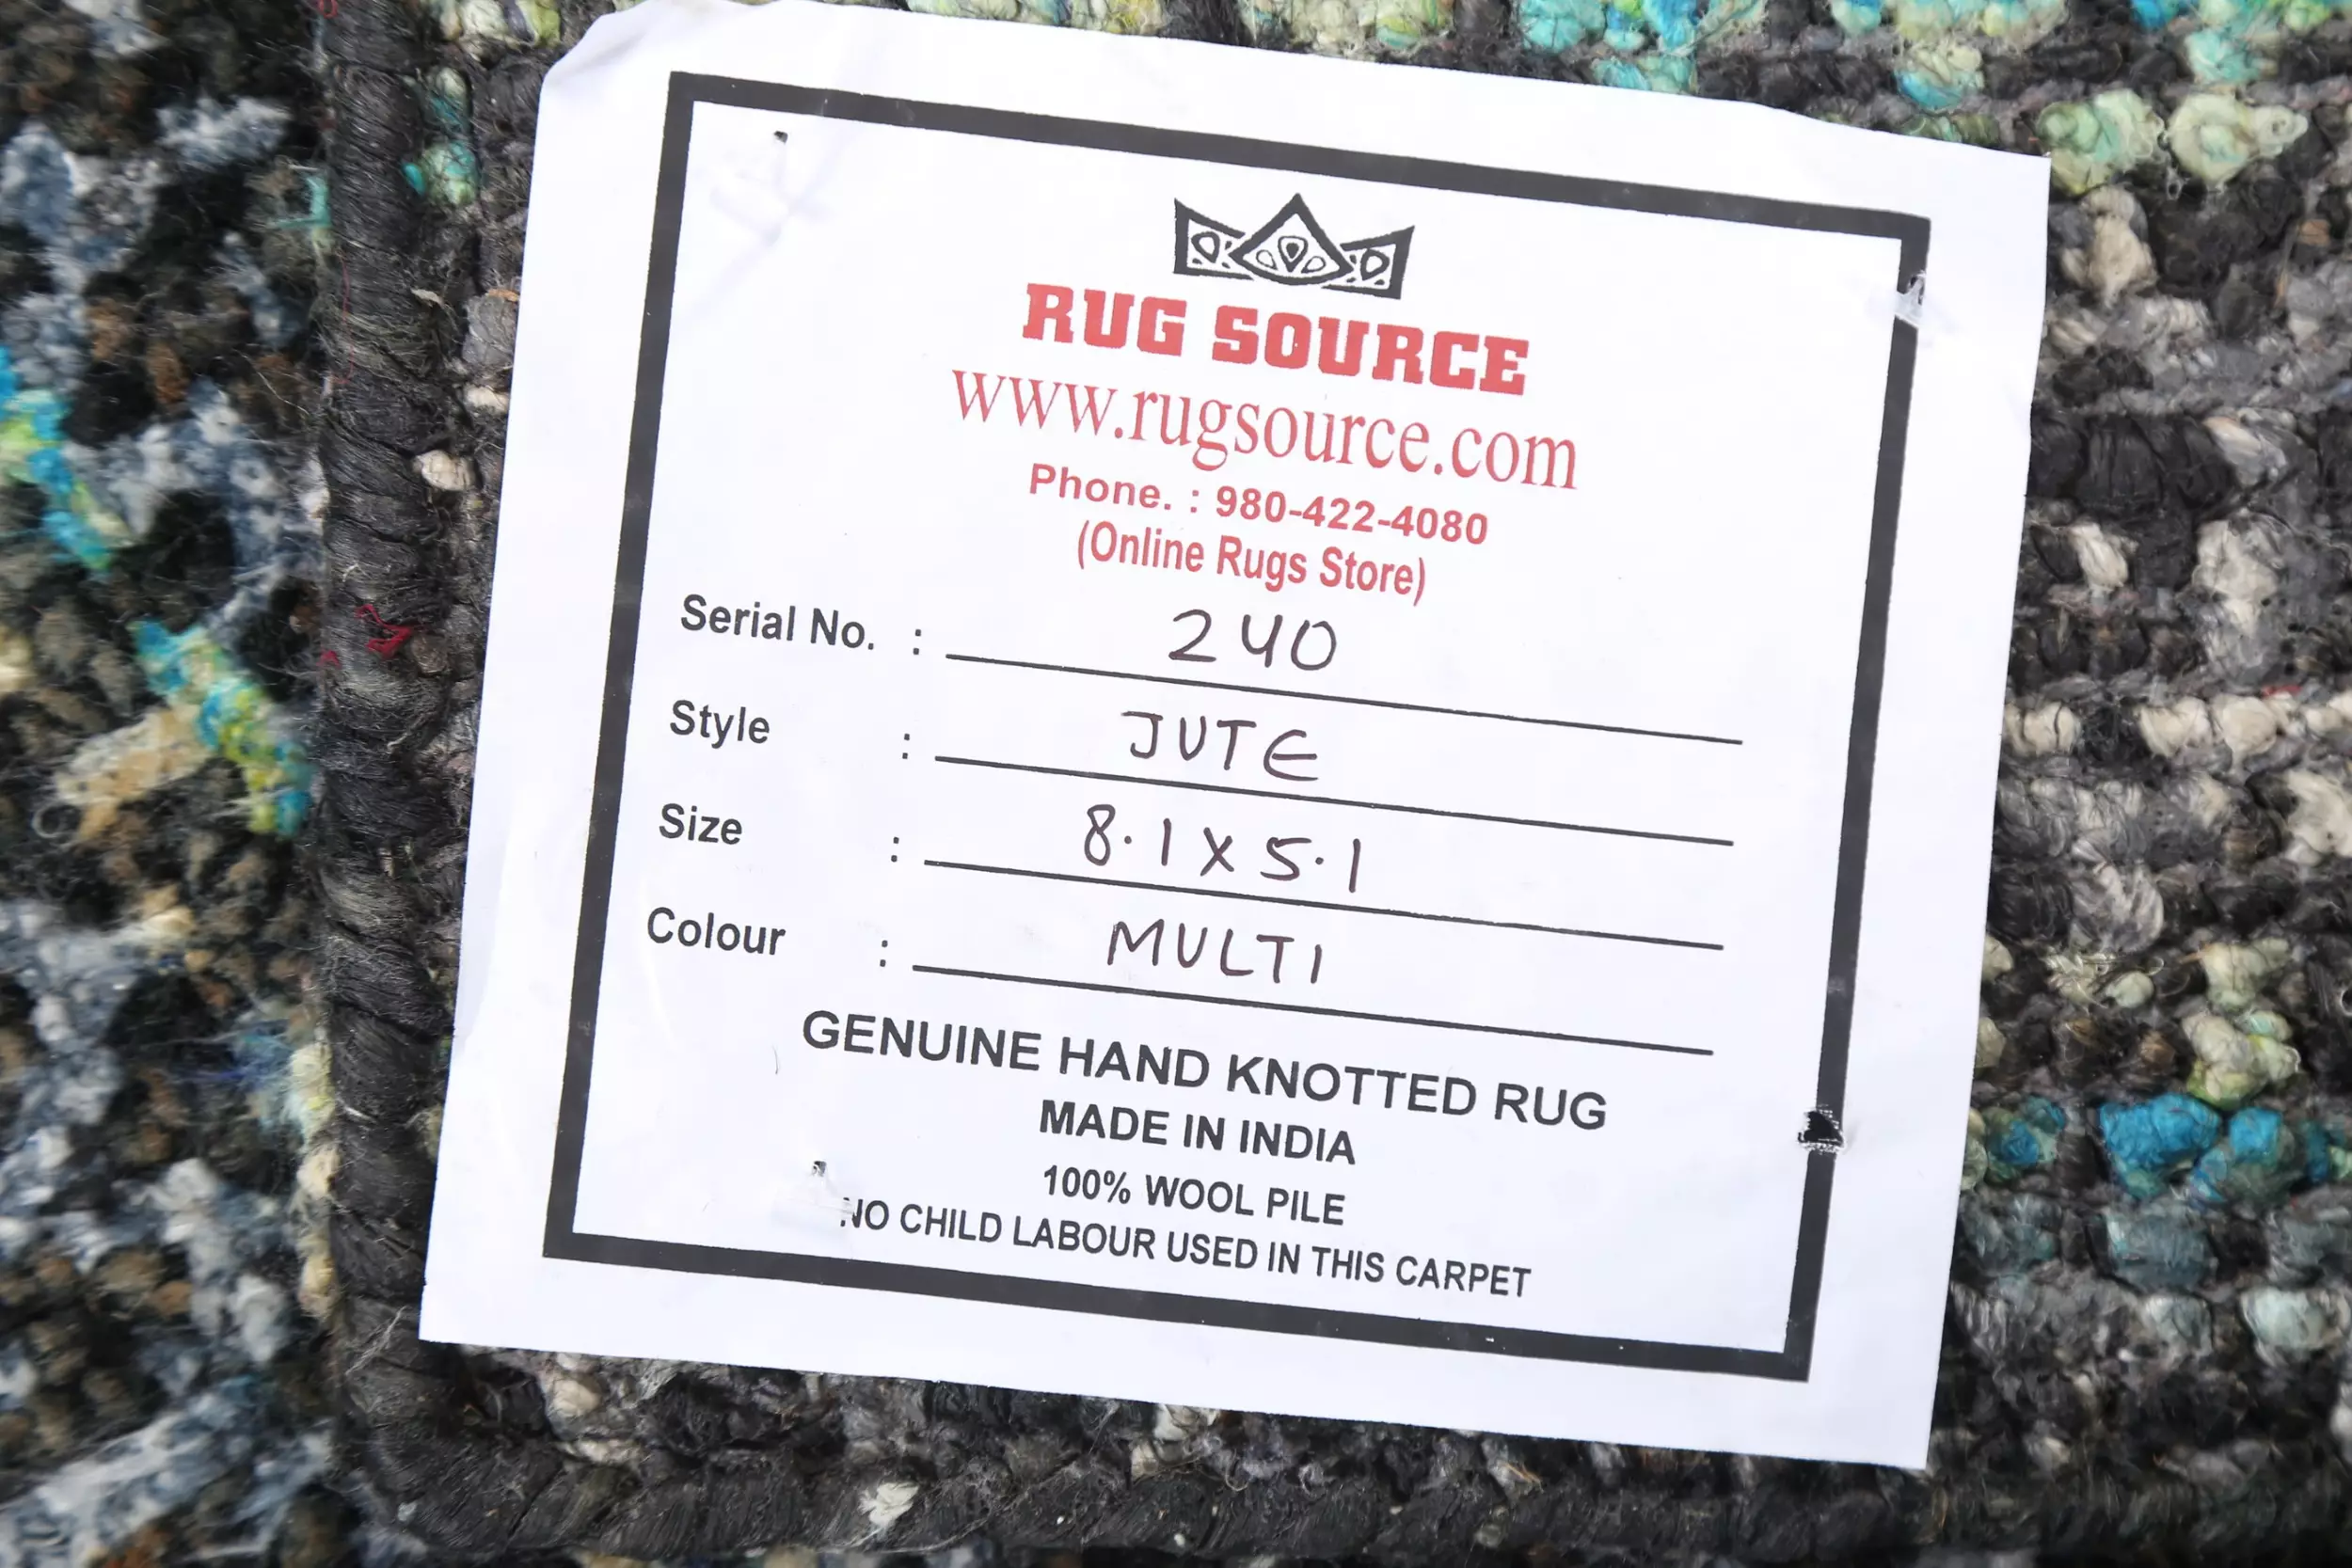 RUG SOURCE
www.rugsource.com
Phone. : 980-422-4080
(Online Rugs Store)
Serial No. : 240
Style : JUTE
Size : 8.1 x 5.1
Colour : MULTI
GENUINE HAND KNOTTED RUG
MADE IN INDIA
100% WOOL PILE
NO CHILD LABOUR USED IN THIS CARPET